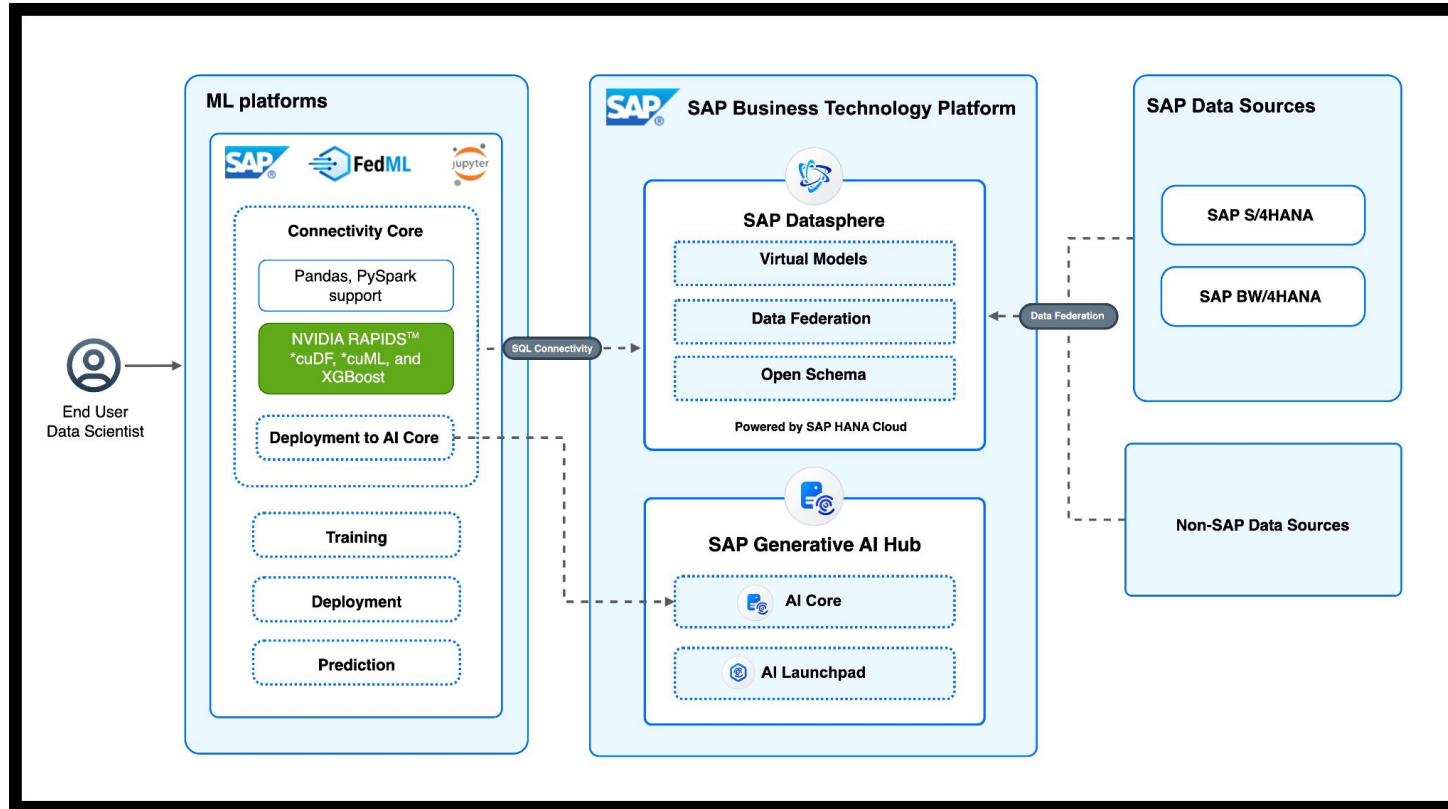 ML platforms
SAP®
FedML
jupyter
Connectivity Core
Pandas, PySpark
support
NVIDIA RAPIDS™
*cuDF, *cuML, and
XGBoost
Deployment to AI Core
Training
Deployment
Prediction
End User
Data Scientist
SQL Connectivity
SAP®
SAP Business Technology Platform
SAP Datasphere
Virtual Models
Data Federation
Open Schema
Powered by SAP HANA Cloud
SAP Generative AI Hub
AI Core
AI Launchpad
Data Federation
SAP Data Sources
SAP S/4HANA
SAP BW/4HANA
Non-SAP Data Sources